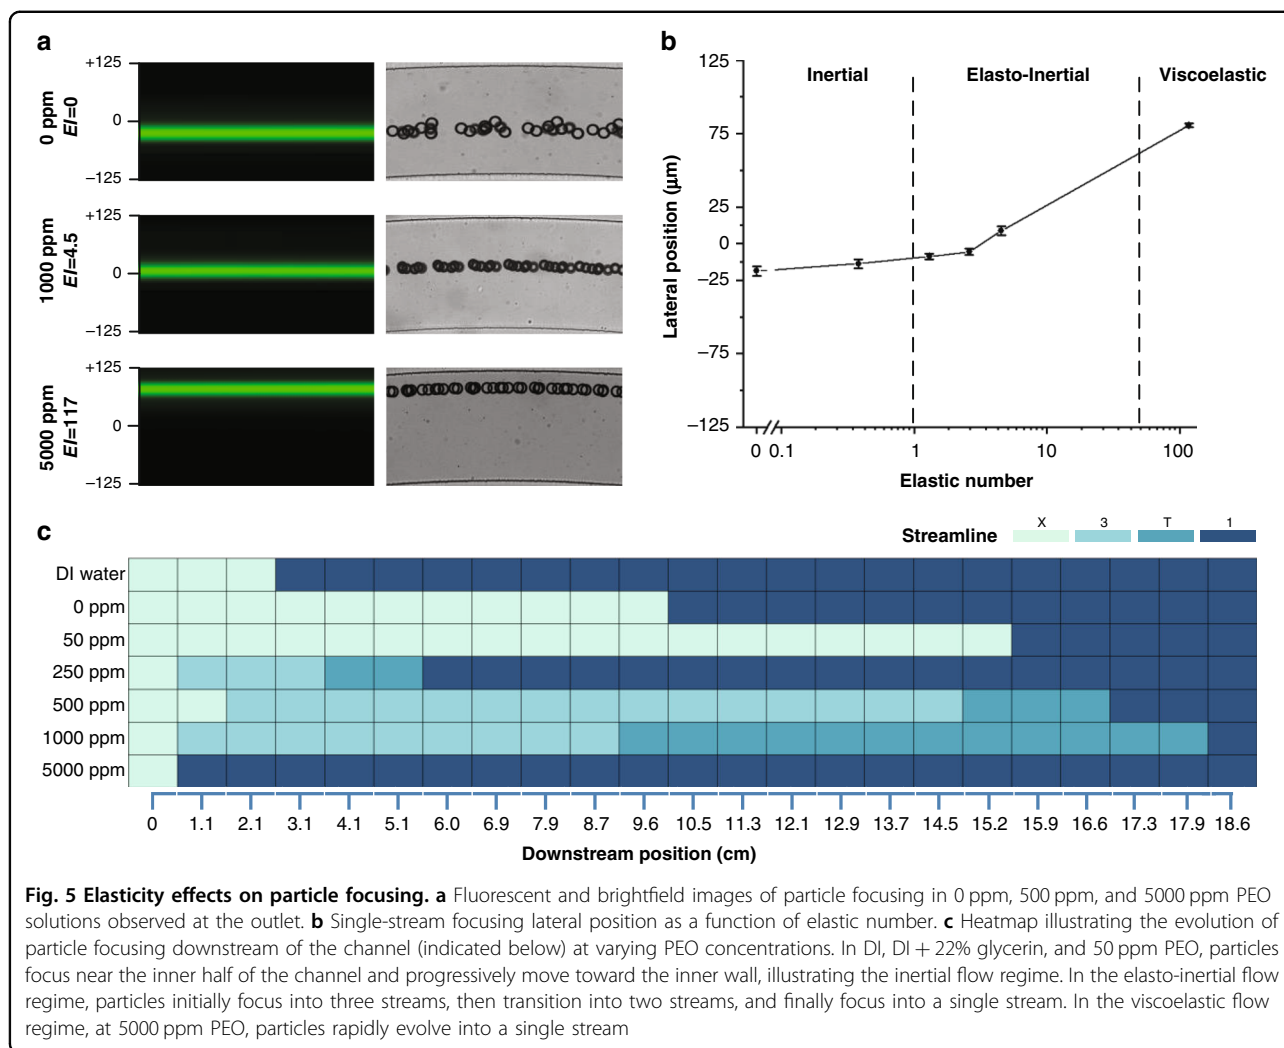 a
+125
0
−125
0 ppm
El=0
+125
0
−125
1000 ppm
El=4.5
+125
0
−125
5000 ppm
El=117
b
Inertial
Elasto-Inertial
Viscoelastic
125
75
25
0
−25
−75
−125
Lateral position (µm)
0 0.1 1 10 100
Elastic number
c
Streamline X 3 T 1
DI water
0 ppm
50 ppm
250 ppm
500 ppm
1000 ppm
5000 ppm
0 1.1 2.1 3.1 4.1 5.1 6.0 6.9 7.9 8.7 9.6 10.5 11.3 12.1 12.9 13.7 14.5 15.2 15.9 16.6 17.3 17.9 18.6
Downstream position (cm)
Fig. 5 Elasticity effects on particle focusing. a Fluorescent and brightfield images of particle focusing in 0 ppm, 500 ppm, and 5000 ppm PEO
solutions observed at the outlet. b Single-stream focusing lateral position as a function of elastic number. c Heatmap illustrating the evolution of
particle focusing downstream of the channel (indicated below) at varying PEO concentrations. In DI, DI + 22% glycerin, and 50 ppm PEO, particles
focus near the inner half of the channel and progressively move toward the inner wall, illustrating the inertial flow regime. In the elasto-inertial flow
regime, particles initially focus into three streams, then transition into two streams, and finally focus into a single stream. In the viscoelastic flow
regime, at 5000 ppm PEO, particles rapidly evolve into a single stream